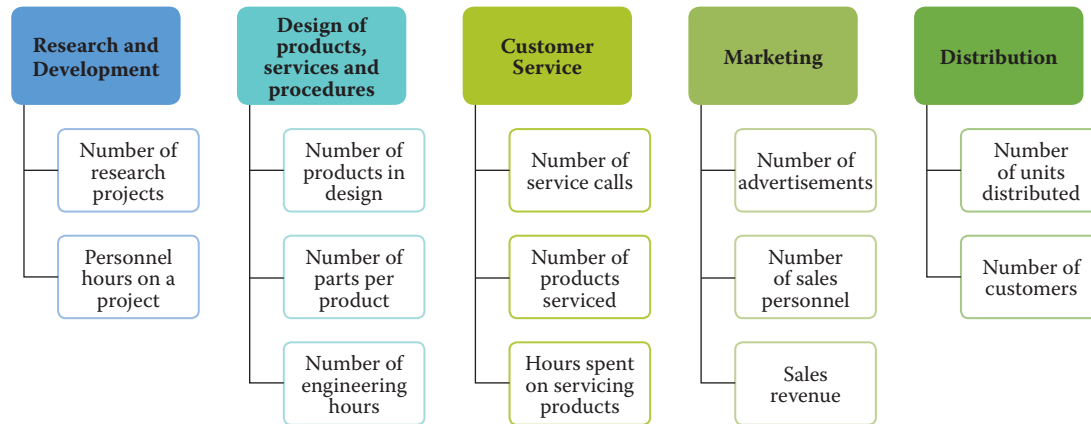 Research and
Development
Design of
products,
services and
procedures
Customer
Service
Marketing
Distribution
Number of
research
projects
Personnel
hours on a
project
Number of
products in
design
Number of
parts per
product
Number of
engineering
hours
Number of
service calls
Number of
products
serviced
Hours spent
on servicing
products
Number of
advertisements
Number
of sales
personnel
Sales
revenue
Number
of units
distributed
Number of
customers